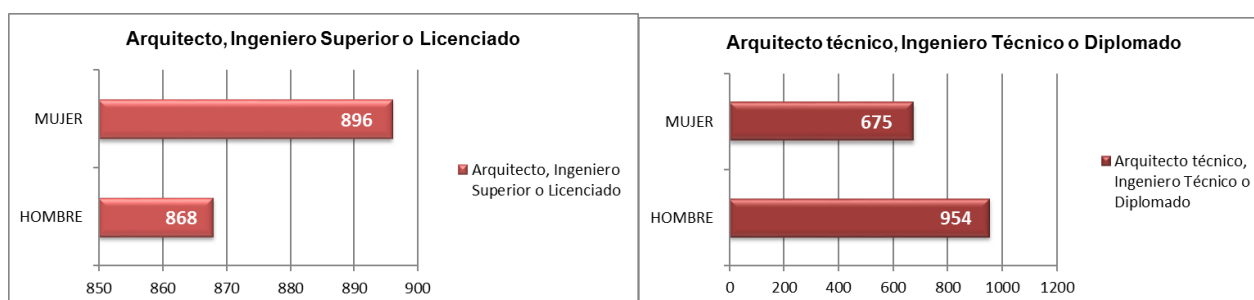 Arquitecto, Ingeniero Superior o Licenciado
MUJER
896
HOMBRE
868
850 860 870 880 890 900
Arquitecto, Ingeniero
Superior o Licenciado
Arquitecto técnico, Ingeniero Técnico o Diplomado
MUJER
675
HOMBRE
954
0 200 400 600 800 1000 1200
Arquitecto técnico,
Ingeniero Técnico o
Diplomado